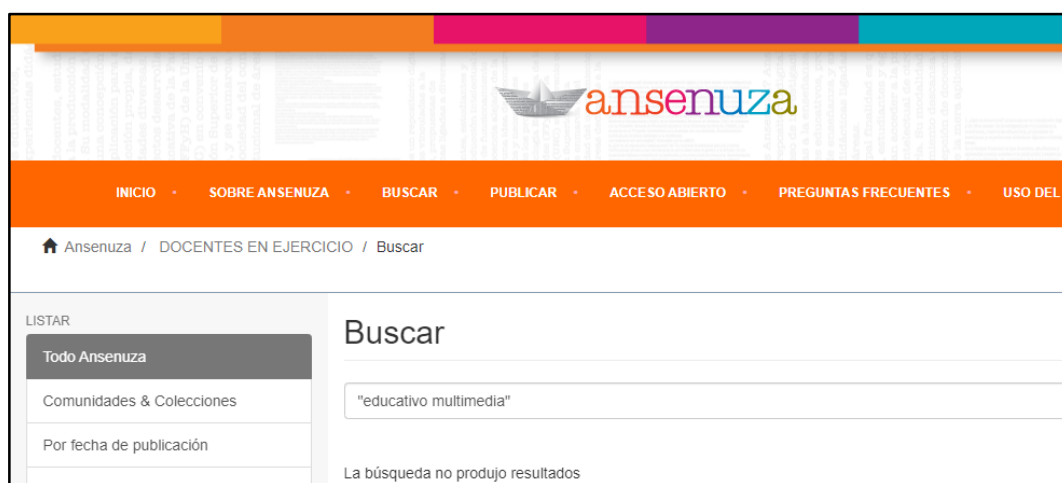 ansenuza
INICIO • SOBRE ANSENUZA • BUSCAR • PUBLICAR • ACCESO ABIERTO • PREGUNTAS FRECUENTES • USO DEL
Ansenuza / DOCENTES EN EJERCICIO / Buscar
LISTAR
Todo Ansenuza
Comunidades & Colecciones
Por fecha de publicación
Buscar
"educativo multimedia"
La búsqueda no produjo resultados